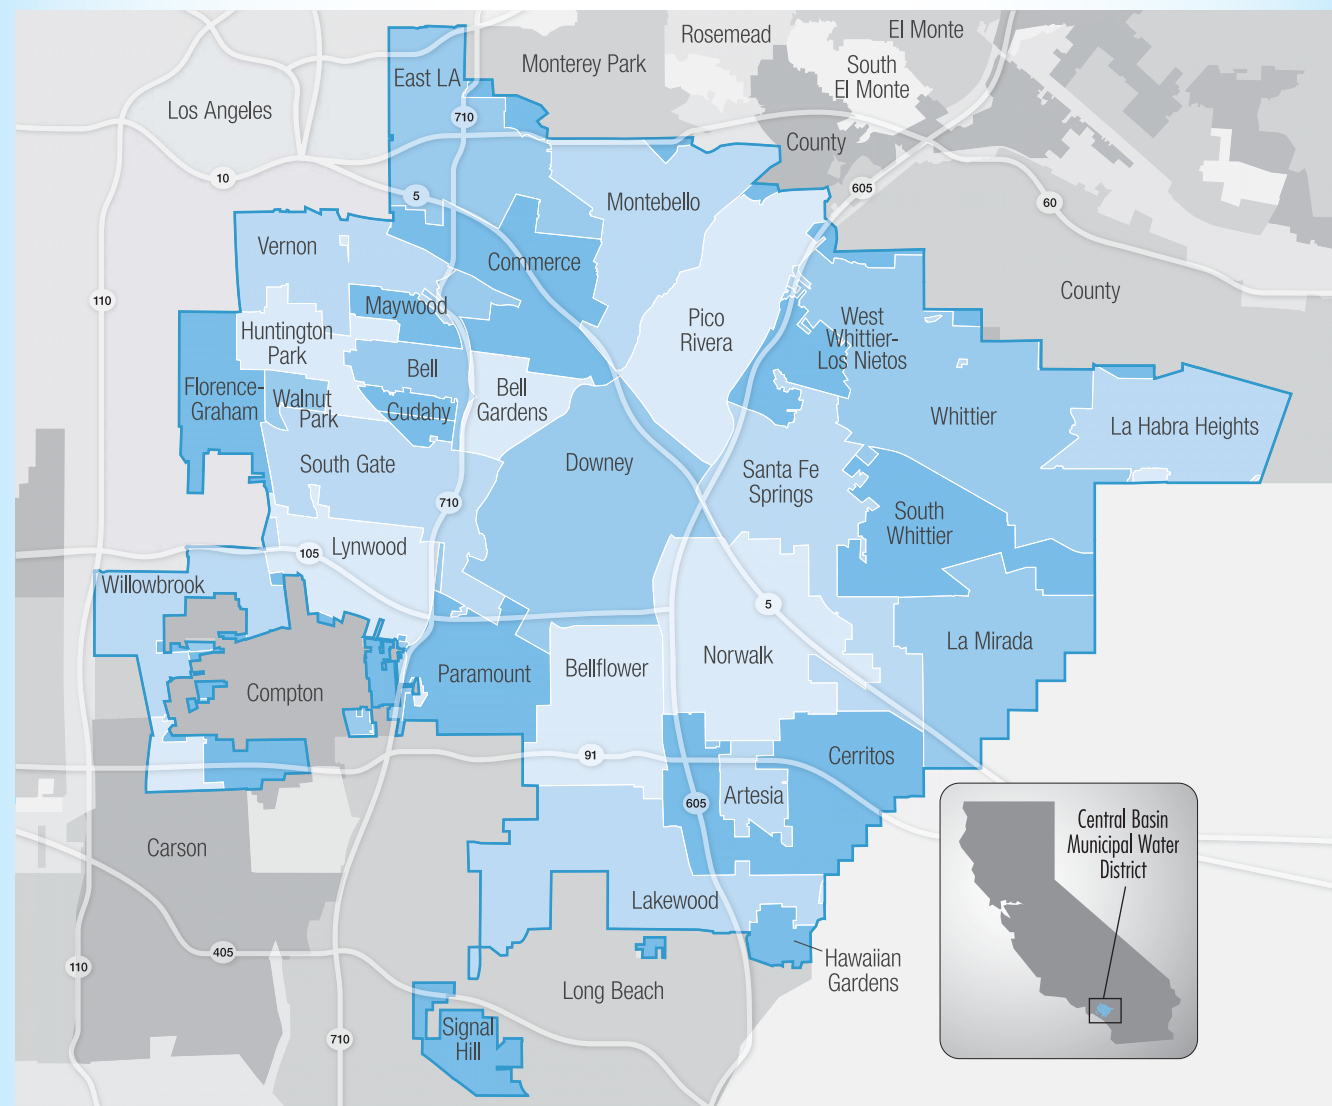 Rosemead
El Monte
Monterey Park
South
El Monte
East LA
Los Angeles
710
County
10
5
605
60
Montebello
Vernon
Commerce
110
County
Maywood
Pico
Rivera
West
Whittier-
Los Nietos
Huntington
Park
Bell
Florence-
Graham
Walnut
Park
Cudahy
Bell
Gardens
Whittier
La Habra Heights
South Gate
Downey
Santa Fe
Springs
710
South
Whittier
105
Lynwood
Willowbrook
5
La Mirada
Norwalk
Bellflower
Paramount
Compton
91
Cerritos
Artesia
605
Carson
Central Basin
Municipal Water
District
Lakewood
405
110
Hawaiian
Gardens
Long Beach
Signal
Hill
710